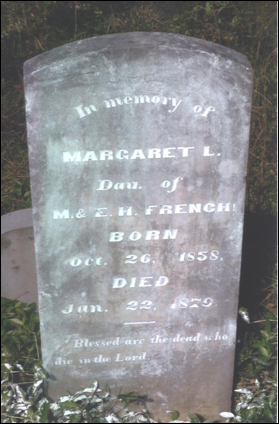 In memory of
MARGARET L.
Dau. of
M. & E. H. FRENCH
BORN
Oct. 26, 1858,
DIED
Jan. 22, 1879
Blessed are the dead who
die in the Lord